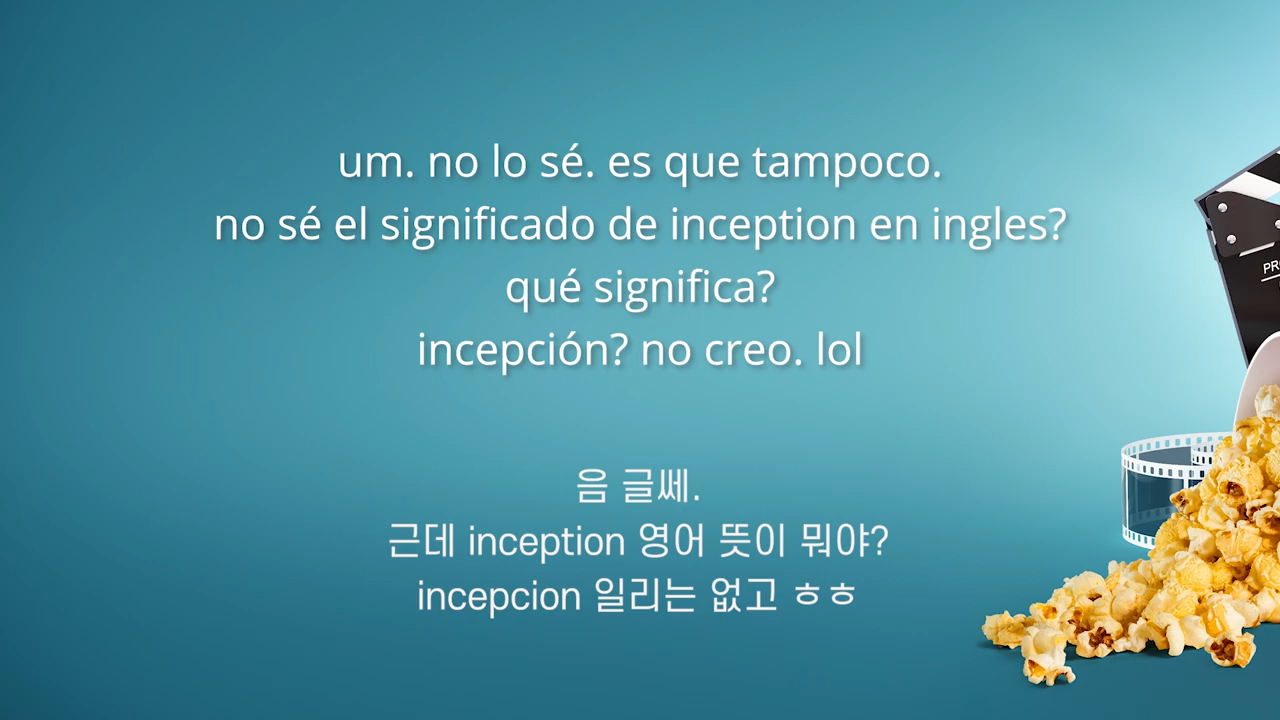 um. no lo sé. es que tampoco.
no sé el significado de inception en ingles?
qué significa?
incepción? no creo. lol
음 글쎄.
근데 inception 영어 뜻이 뭐야?
incepcion 일리는 없고 ㅎㅎ